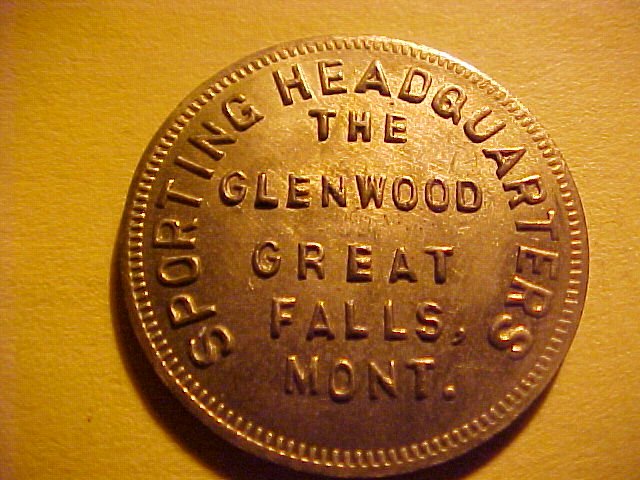 SPORTING HEADQUARTERS
THE
GLENWOOD
GREAT
FALLS,
MONT.